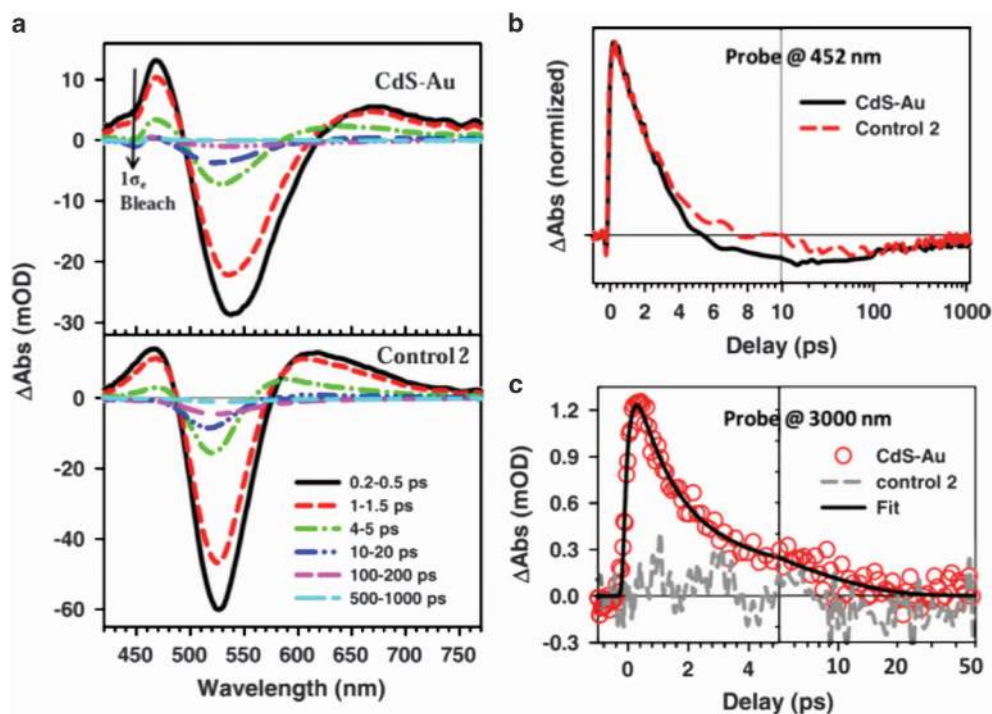 a
CdS-Au
10
0
-10
-20
-30
1σe
Bleach
Control 2
0
-20
-40
-60
0.2-0.5 ps
1-1.5 ps
4-5 ps
10-20 ps
100-200 ps
500-1000 ps
ΔAbs (mOD)
450 500 550 600 650 700 750
Wavelength (nm)
b
Probe @ 452 nm
CdS-Au
Control 2
ΔAbs (normlized)
0 2 4 6 8 10 100 1000
Delay (ps)
c
Probe @ 3000 nm
CdS-Au
control 2
Fit
1.2
0.9
0.6
0.3
0.0
-0.3
ΔAbs (mOD)
0 2 4 10 20 50
Delay (ps)